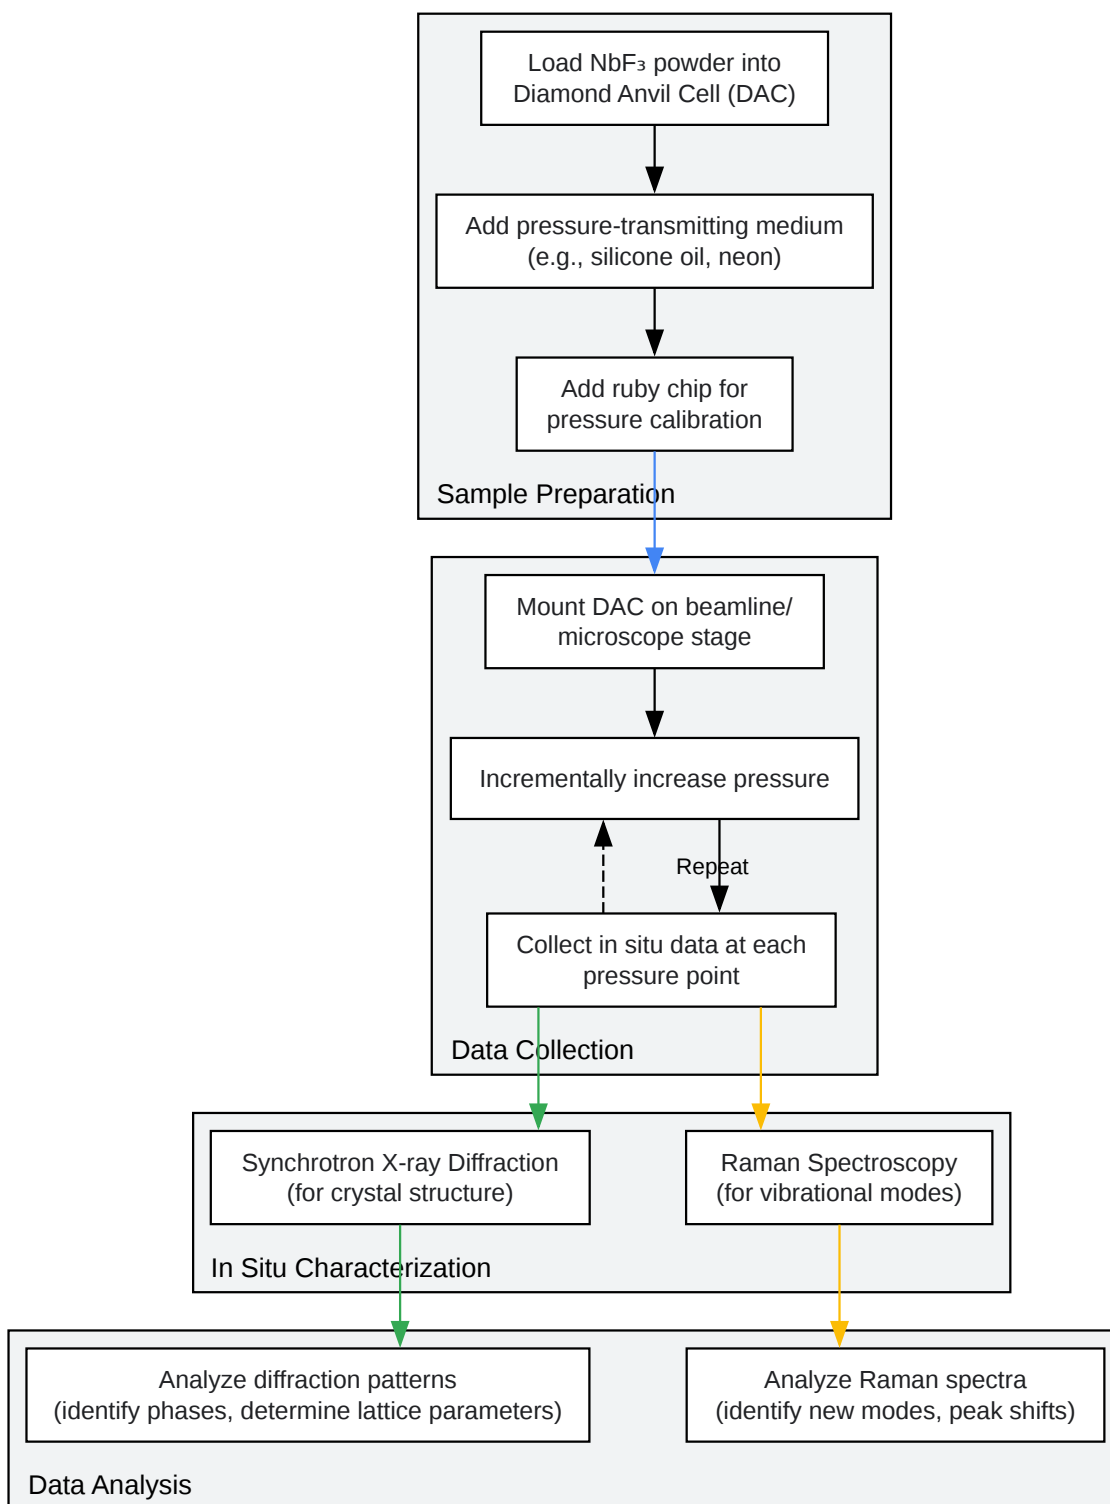 Load NbF₃ powder into
Diamond Anvil Cell (DAC)
Add pressure-transmitting medium
(e.g., silicone oil, neon)
Add ruby chip for
pressure calibration
Sample Preparation
Mount DAC on beamline/
microscope stage
Incrementally increase pressure
Repeat
Collect in situ data at each
pressure point
Data Collection
Synchrotron X-ray Diffraction
(for crystal structure)
Raman Spectroscopy
(for vibrational modes)
In Situ Characterization
Analyze diffraction patterns
(identify phases, determine lattice parameters)
Analyze Raman spectra
(identify new modes, peak shifts)
Data Analysis